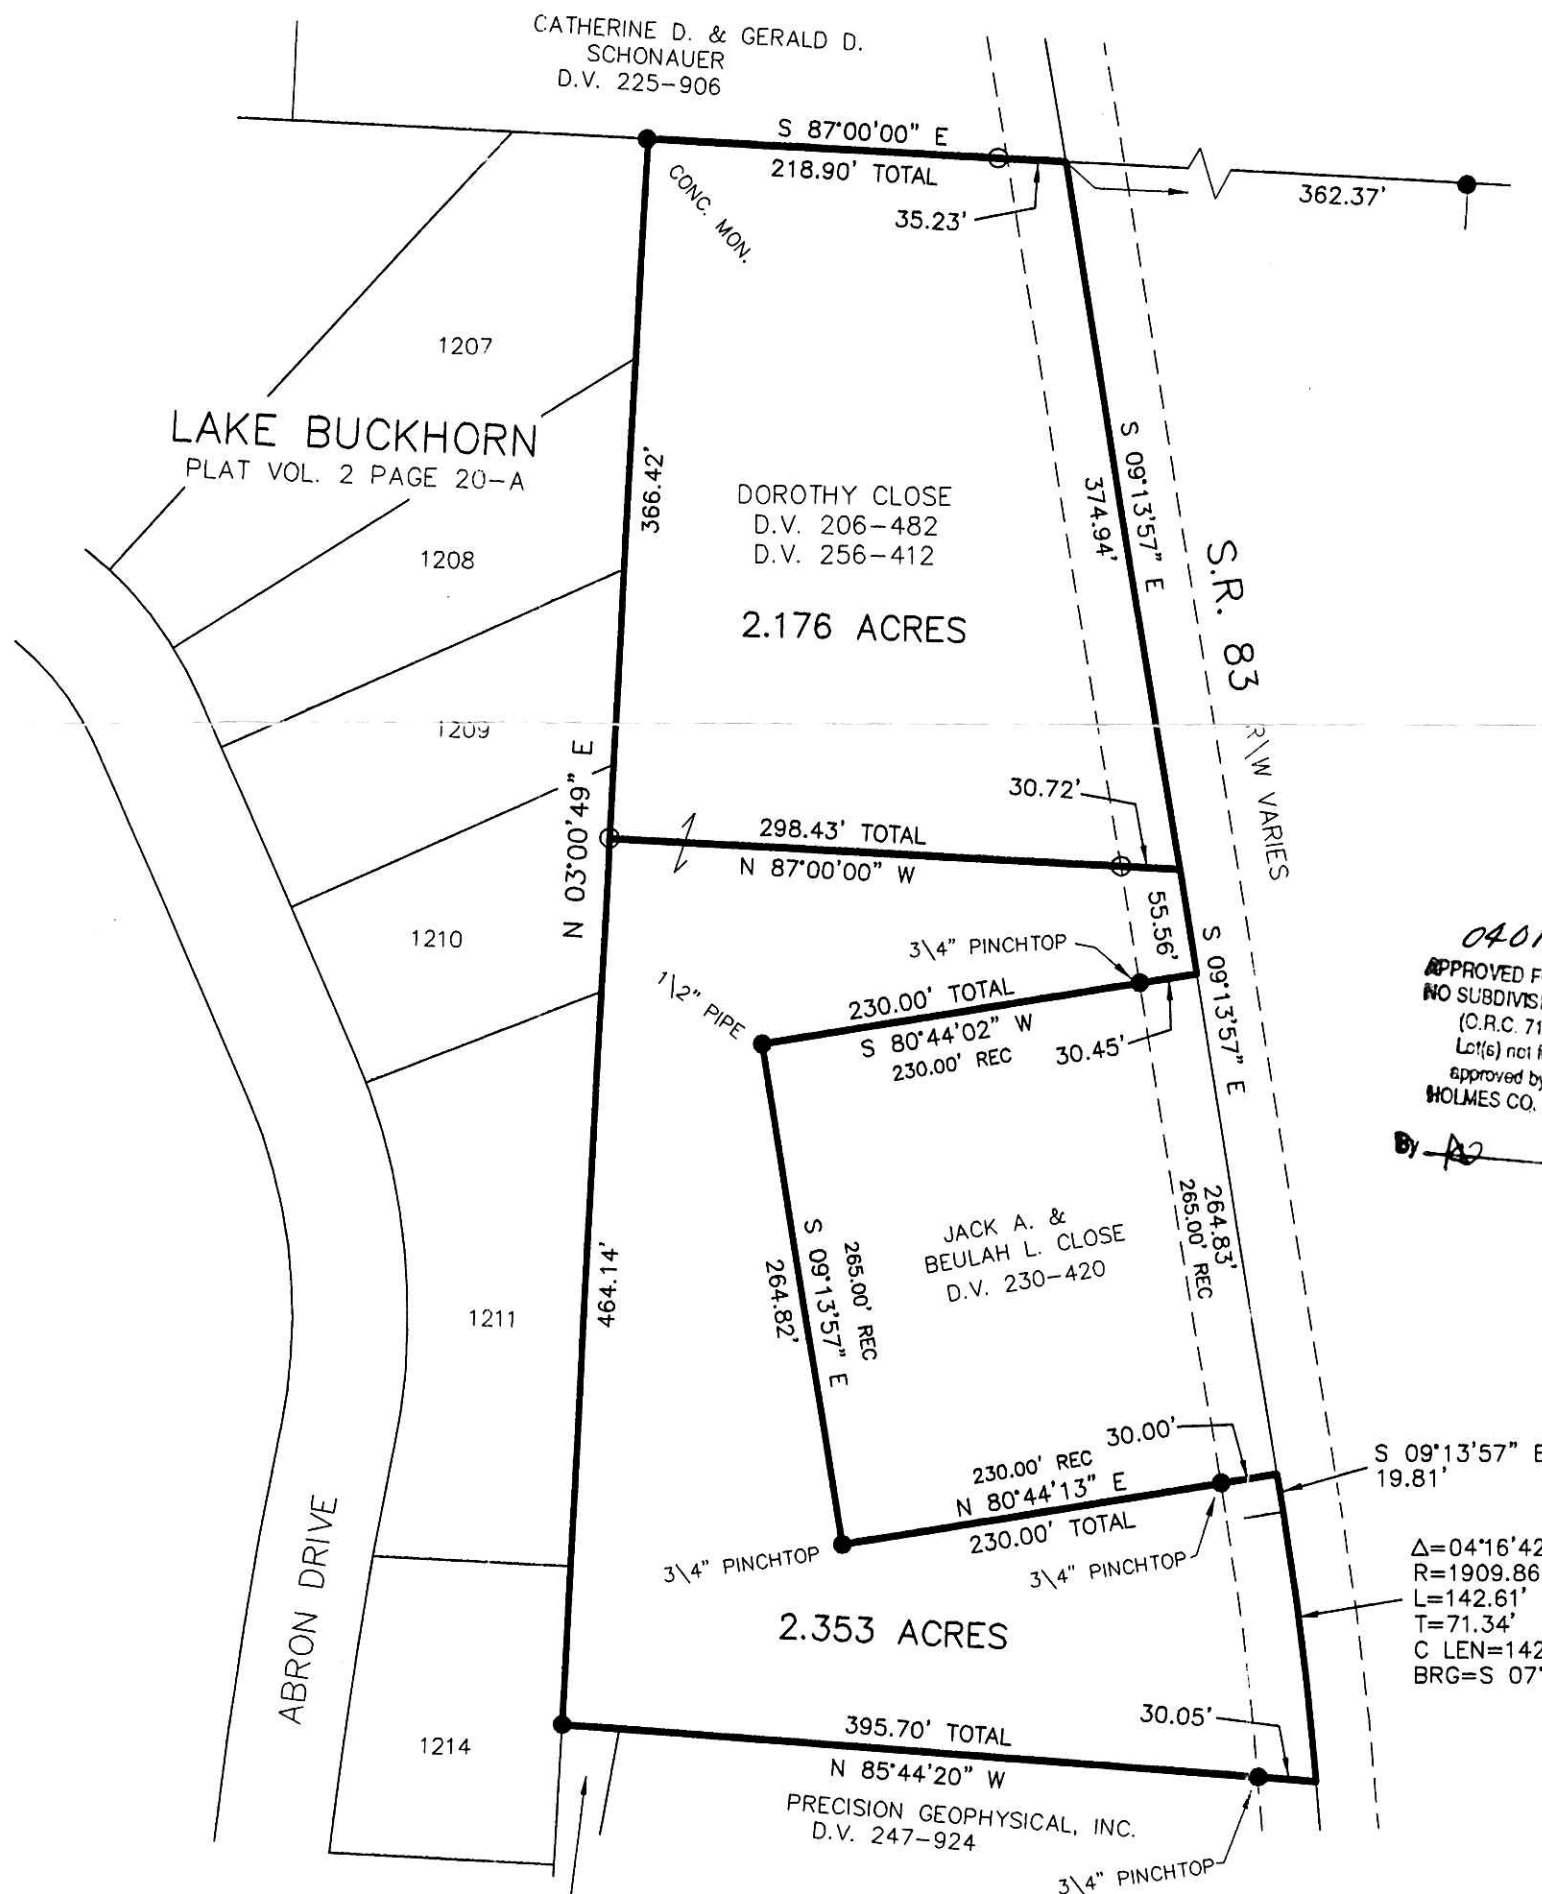 CATHERINE D. & GERALD D.
SCHONAUER
D.V. 225-906
S 87°00'00" E
218.90' TOTAL
35.23'
362.37'
CONC. MON.
1207
LAKE BUCKHORN
PLAT VOL. 2 PAGE 20-A
366.42'
DOROTHY CLOSE
D.V. 206-482
D.V. 256-412
2.176 ACRES
S 09°13'57" E
374.94'
S.R. 83
R\W VARIES
1208
1209
N 03°00'49" E
30.72'
298.43' TOTAL
N 87°00'00" W
55.56'
1210
3\4" PINCHTOP
1\2" PIPE
230.00' TOTAL
S 80°44'02" W
230.00' REC
30.45'
S 09°13'57" E
APPROVED
NO
(O.R.C.
Lot(s) not
approved by
HOLMES CO.
By
264.83'
265.00' REC
JACK A. &
BEULAH L. CLOSE
D.V. 230-420
265.00' REC
S 09°13'57" E
264.82'
464.14'
1211
30.00'
230.00' REC
N 80°44'13" E
230.00' TOTAL
3\4" PINCHTOP
3\4" PINCHTOP
S 09°13'57" E
19.81'
Δ=04°16'42
R=1909.86
L=142.61'
T=71.34'
C LEN=142
BRG=S 07°
2.353 ACRES
ABRON DRIVE
1214
395.70' TOTAL
N 85°44'20" W
30.05'
PRECISION GEOPHYSICAL, INC.
D.V. 247-924
3\4" PINCHTOP